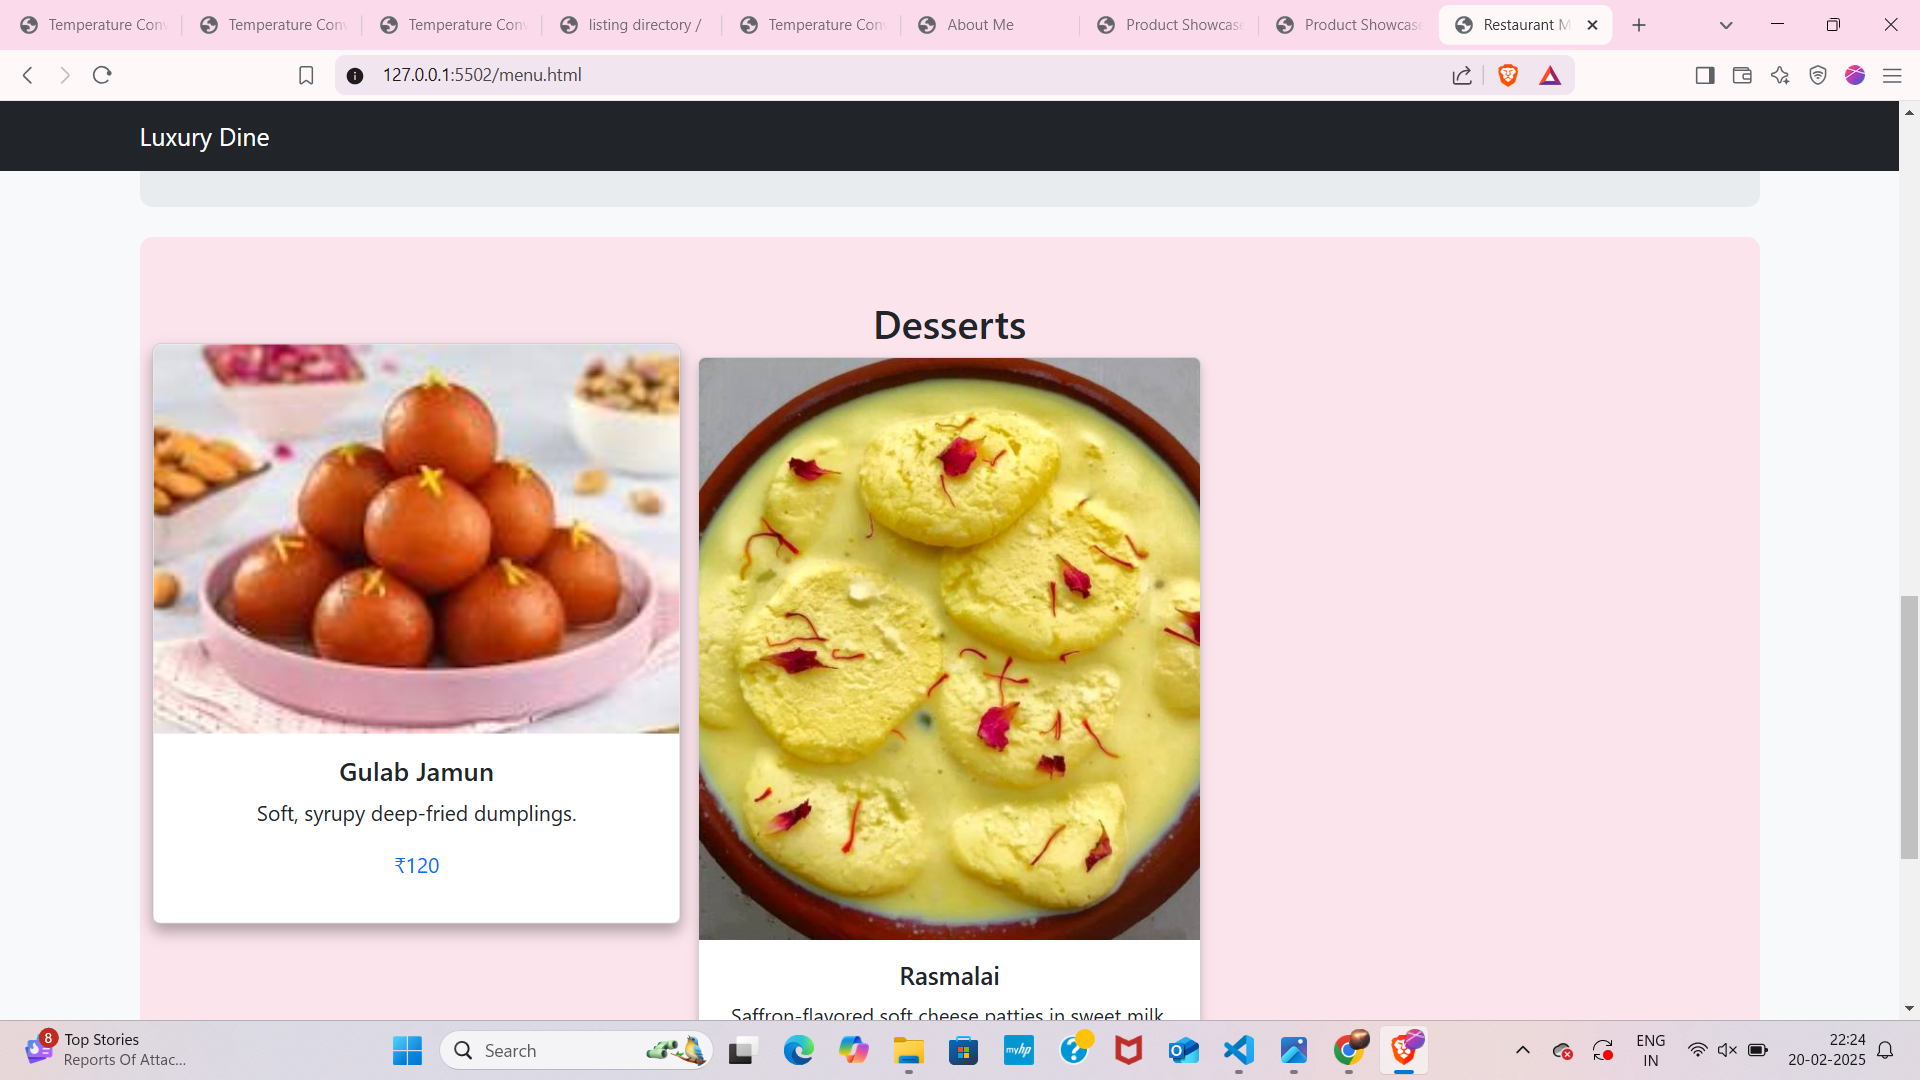 Temperature Conv
Temperature Conv
Temperature Conv
listing directory /
Temperature Conv
About Me
Product Showcase
Product Showcase
Restaurant M
127.0.0.1:5502/menu.html
Luxury Dine
Desserts
Gulab Jamun
Soft, syrupy deep-fried dumplings.
₹120
Rasmalai
Saffron-flavored soft cheese patties in sweet milk.
8
Top Stories
Reports Of Attac...
Search
myhp
ENG
IN
22:24
20-02-2025